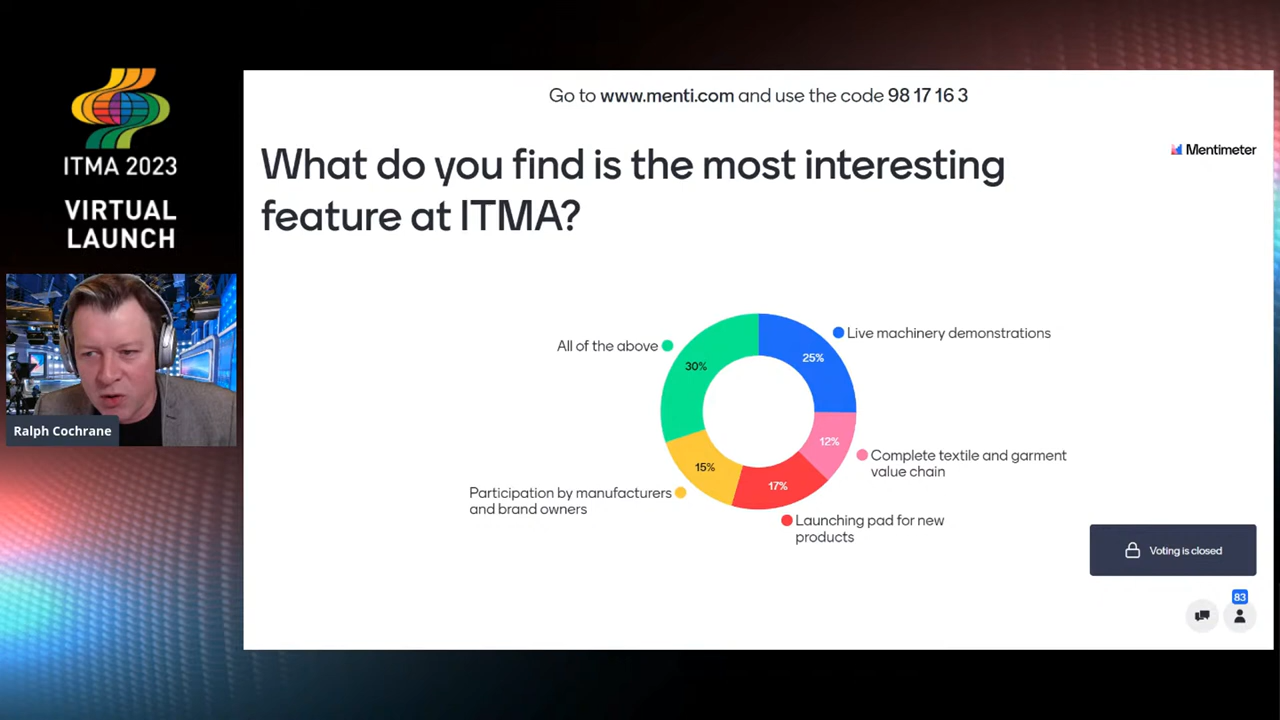 ITMA 2023
VIRTUAL
LAUNCH
Ralph Cochrane
Go to www.menti.com and use the code 98 17 16 3
Mentimeter
What do you find is the most interesting
feature at ITMA?
Live machinery demonstrations
25%
Complete textile and garment
value chain
12%
Launching pad for new
products
17%
Participation by manufacturers
and brand owners
15%
All of the above
30%
Voting is closed
83